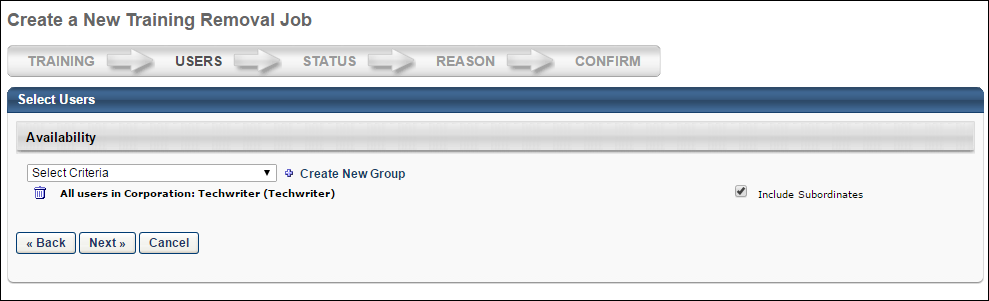 Create a New Training Removal Job
TRAINING USERS STATUS REASON CONFIRM
Select Users
Availability
Select Criteria Create New Group
All users in Corporation: Techwriter (Techwriter) Include Subordinates
« Back Next » Cancel